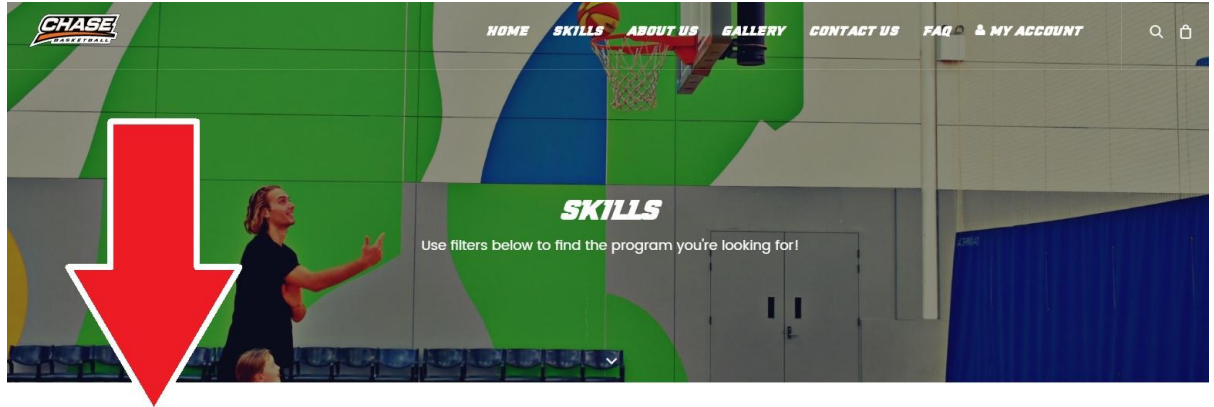 CHASE
BASKETBALL
HOME SKILLS ABOUT US GALLERY CONTACT US FAQ MY ACCOUNT
SKILLS
Use filters below to find the program you're looking for!